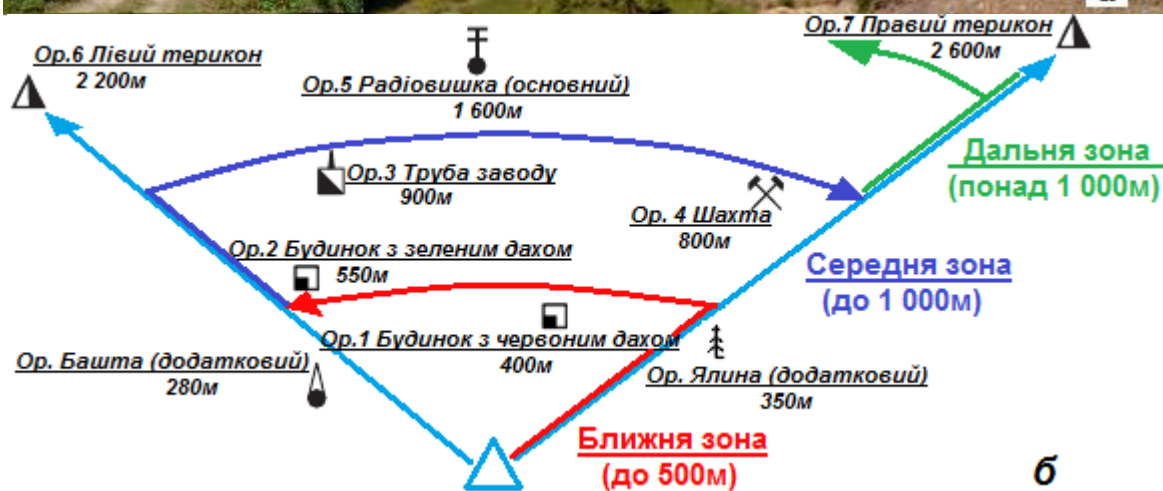 Ор.7 Правий терикон
2 600м
Ор.6 Лівий терикон
2 200м
Ор.5 Радіовишка (основний)
1 600м
Дальня зона
(понад 1 000м)
Ор.3 Труба заводу
900м
Ор. 4 Шахта
800м
Ор.2 Будинок з зеленим дахом
550м
Середня зона
(до 1 000м)
Ор.1 Будинок з червоним дахом
400м
Ор. Башта (додатковий)
280м
Ор. Ялина (додатковий)
350м
Ближня зона
(до 500м)
б